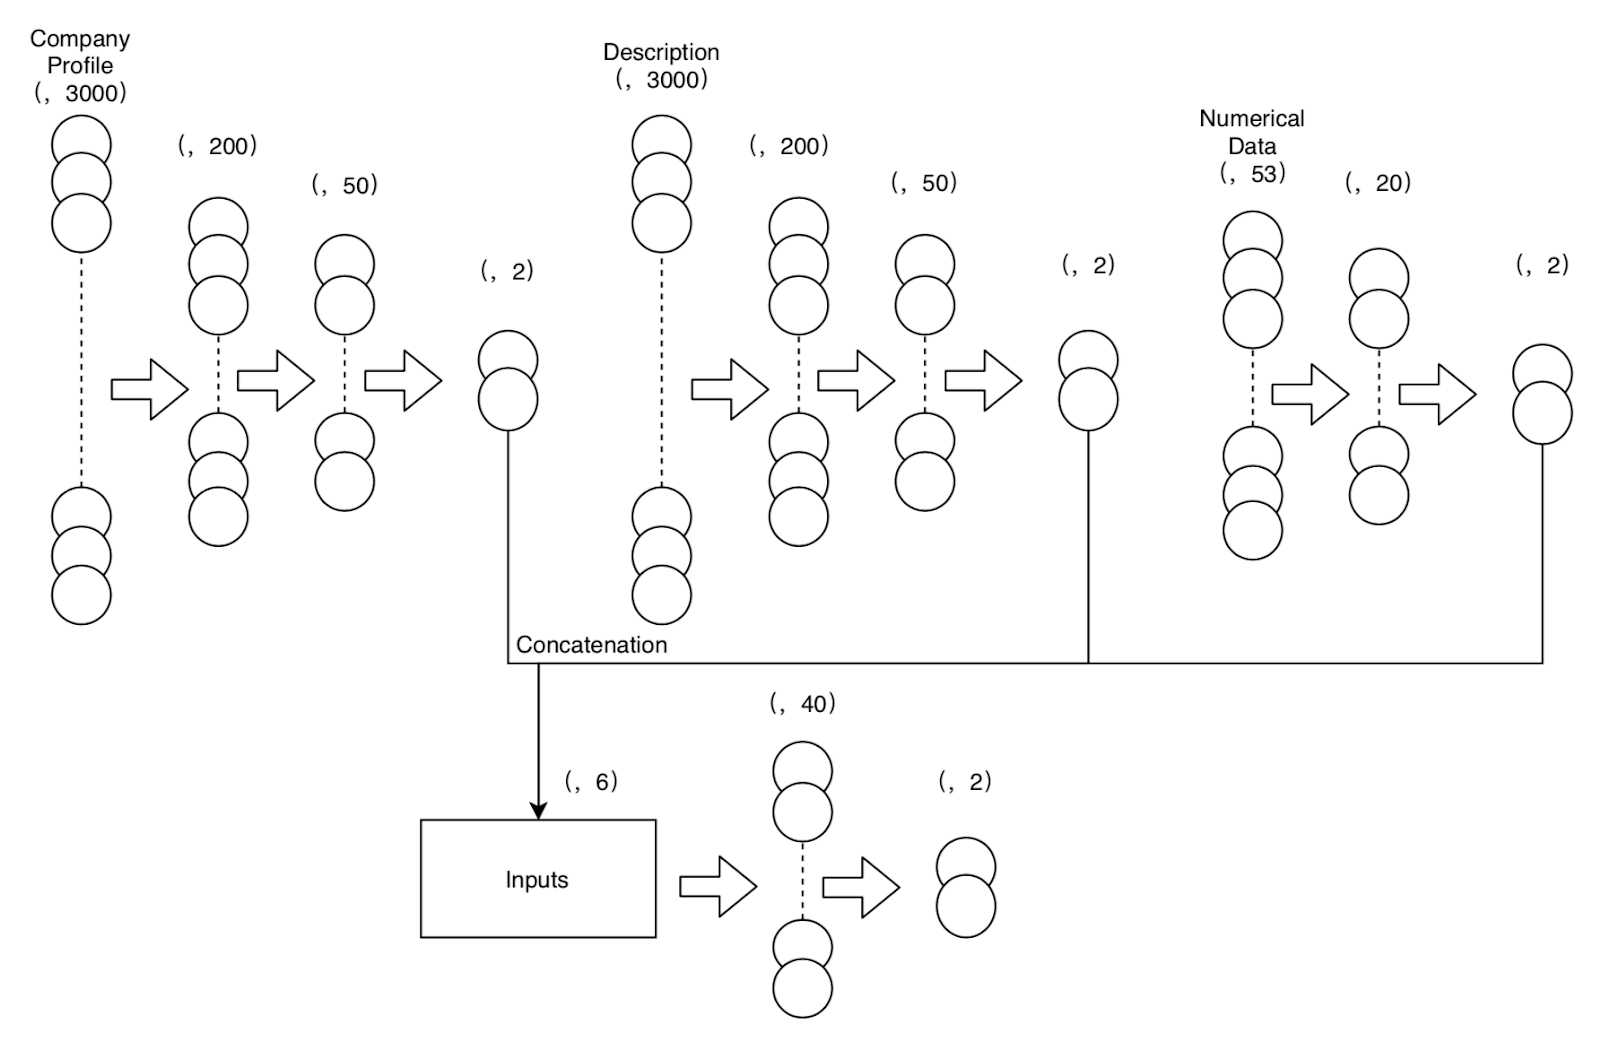 Company
Profile
(, 3000)
(, 200)
(, 50)
(, 2)
Description
(, 3000)
(, 200)
(, 50)
(, 2)
Numerical
Data
(, 53)
(, 20)
(, 2)
Concatenation
(, 6)
Inputs
(, 40)
(, 2)